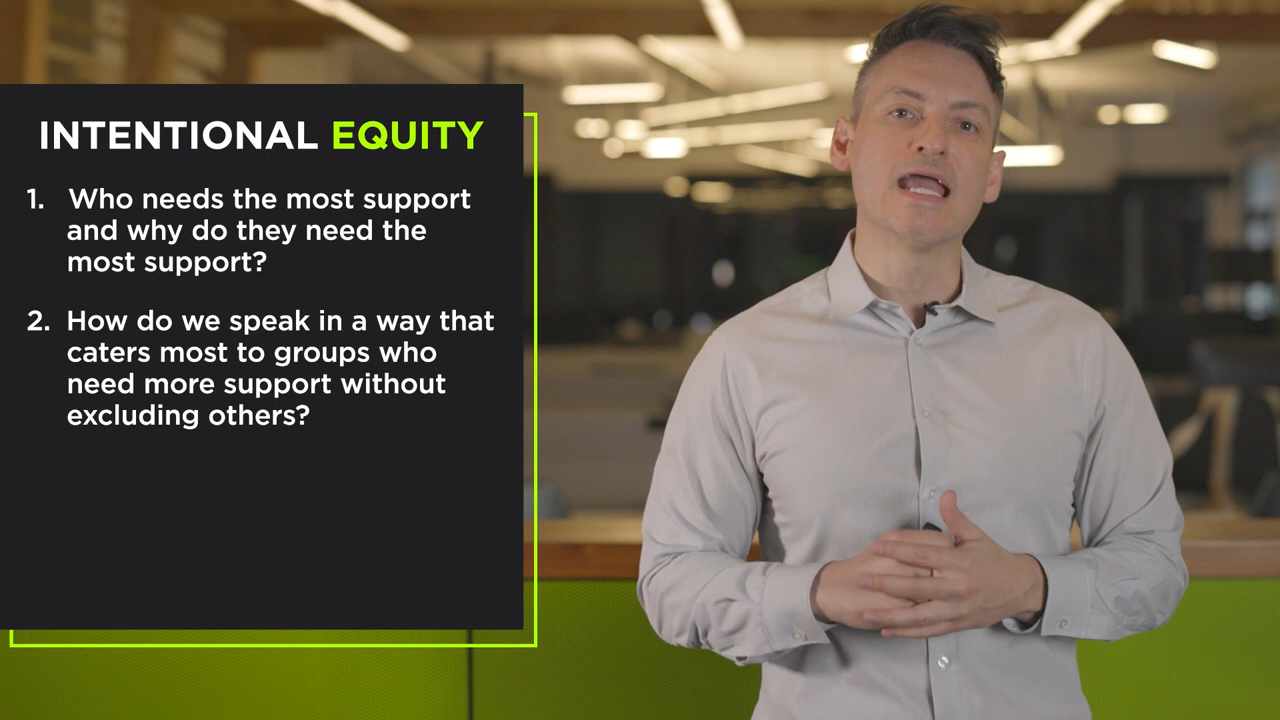 INTENTIONAL EQUITY
1. Who needs the most support
and why do they need the
most support?
2. How do we speak in a way that
caters most to groups who
need more support without
excluding others?